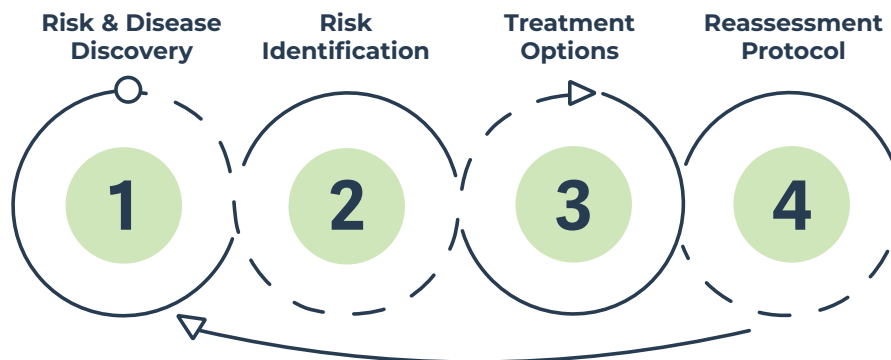 Risk & Disease
Discovery
Risk
Identification
Treatment
Options
Reassessment
Protocol
1
2
3
4